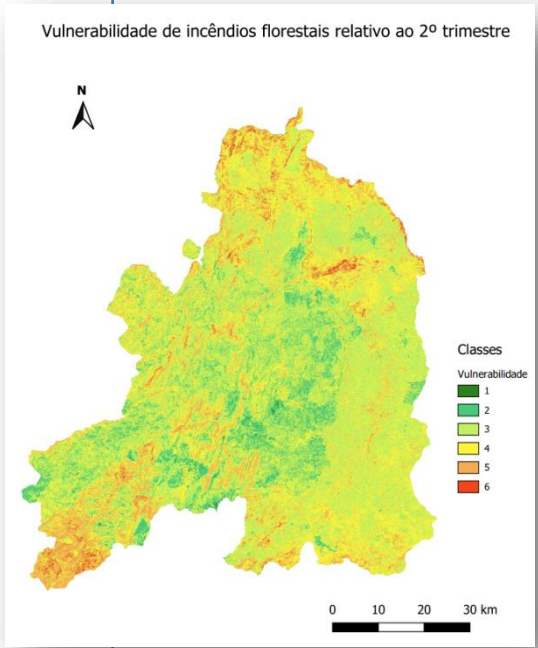 Vulnerabilidade de incêndios florestais relativo ao 2º trimestre
N
Classes
Vulnerabilidade
1
2
3
4
5
6
0 10 20 30 km